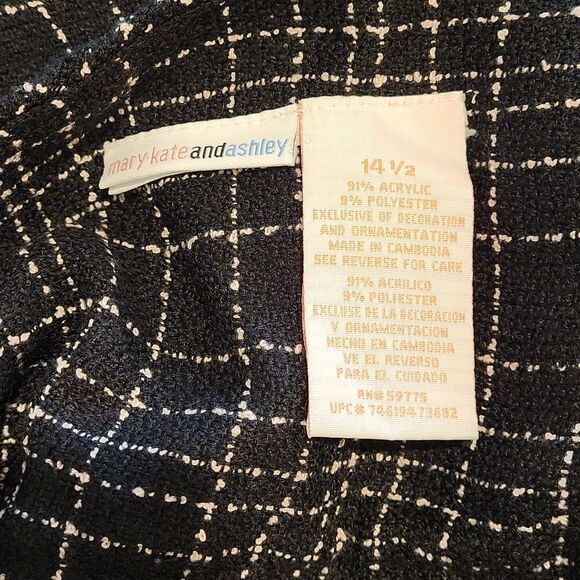 mary-kateandashley
14 1/2
91% ACRYLIC
9% POLYESTER
EXCLUSIVE OF DECORATION
AND ORNAMENTATION
MADE IN CAMBODIA
SEE REVERSE FOR CARE
91% ACRILICO
9% POLIESTER
EXCLUSE DE LA DECORACION
Y ORNAMENTACION
HECHO EN CAMBODIA
VE EL REVERSO
PARA EL CUIDADO
RN# 59775
UPC# 74619473682